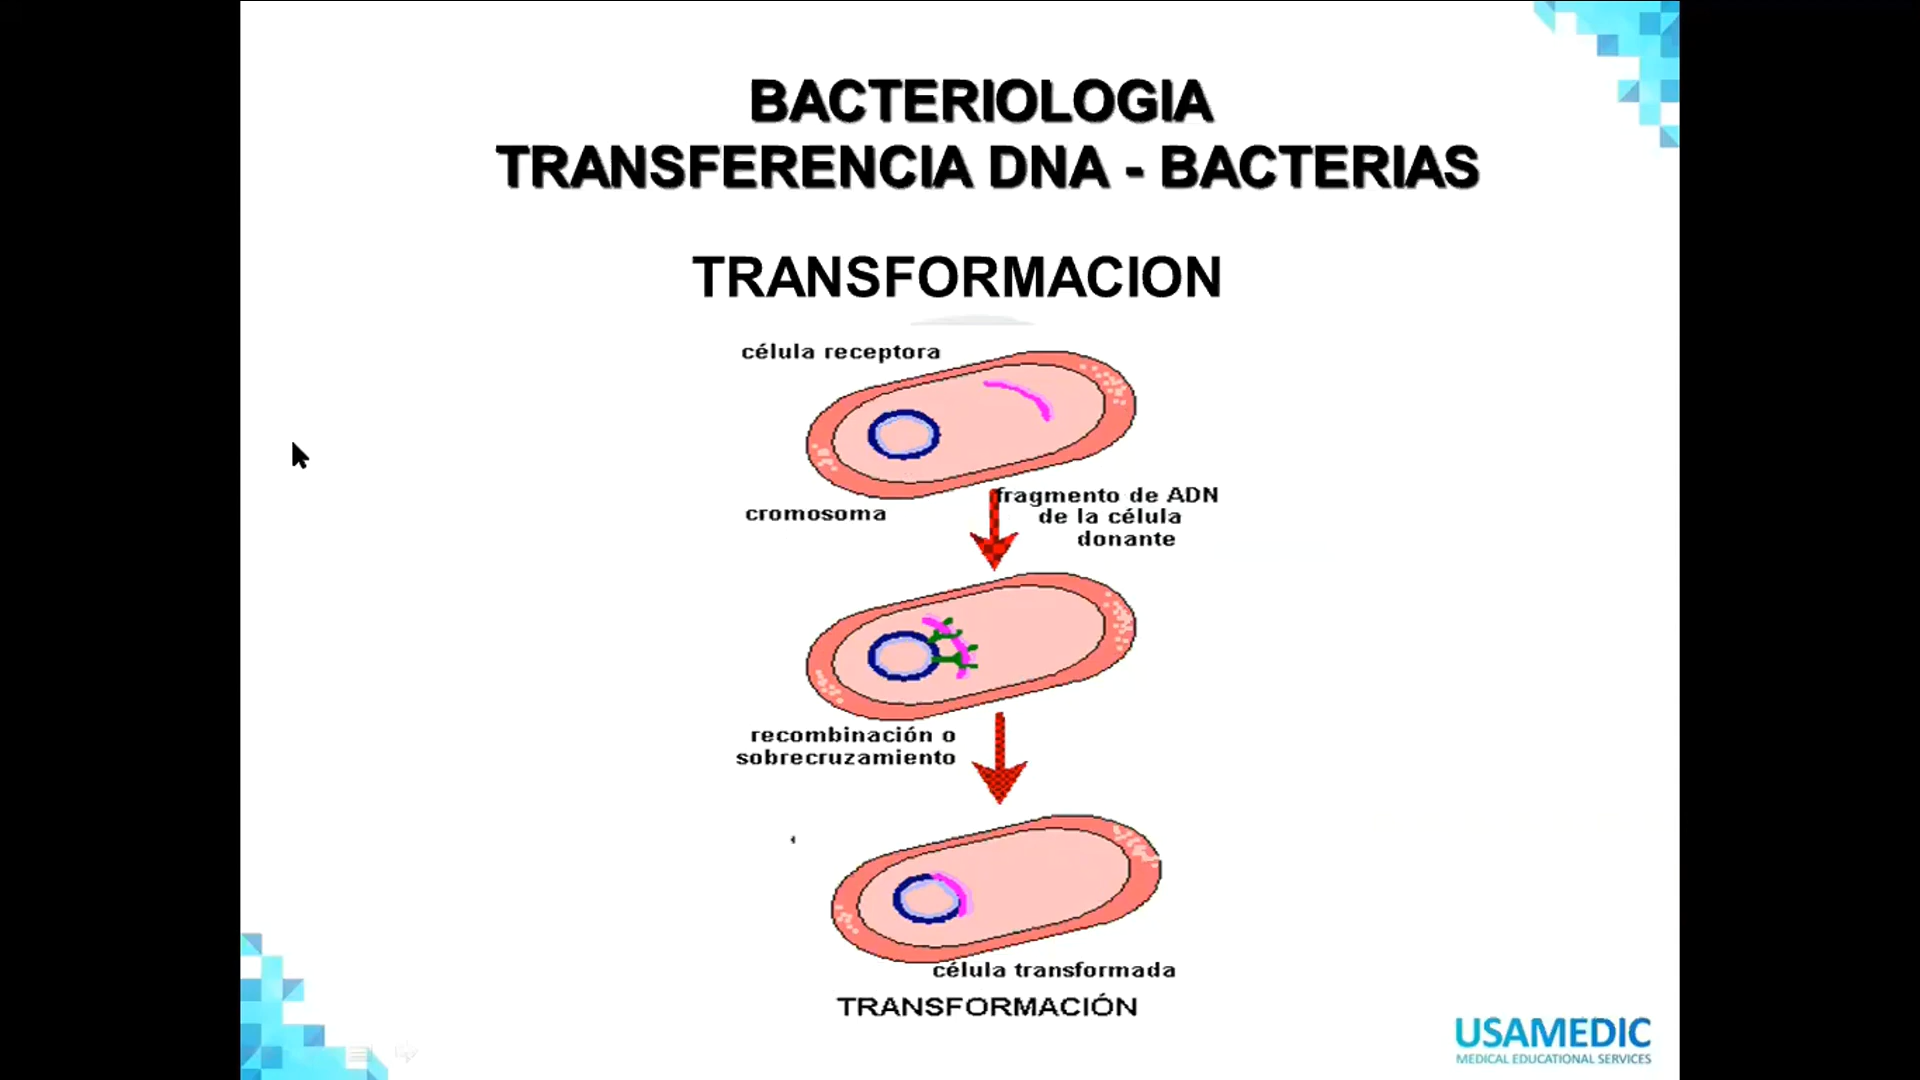 BACTERIOLOGIA
TRANSFERENCIA DNA - BACTERIAS
TRANSFORMACION
célula receptora
cromosoma
fragmento de ADN
de la célula
donante
recombinación o
sobrecruzamiento
célula transformada
TRANSFORMACIÓN
USAMEDIC
MEDICAL EDUCATIONAL SERVICES